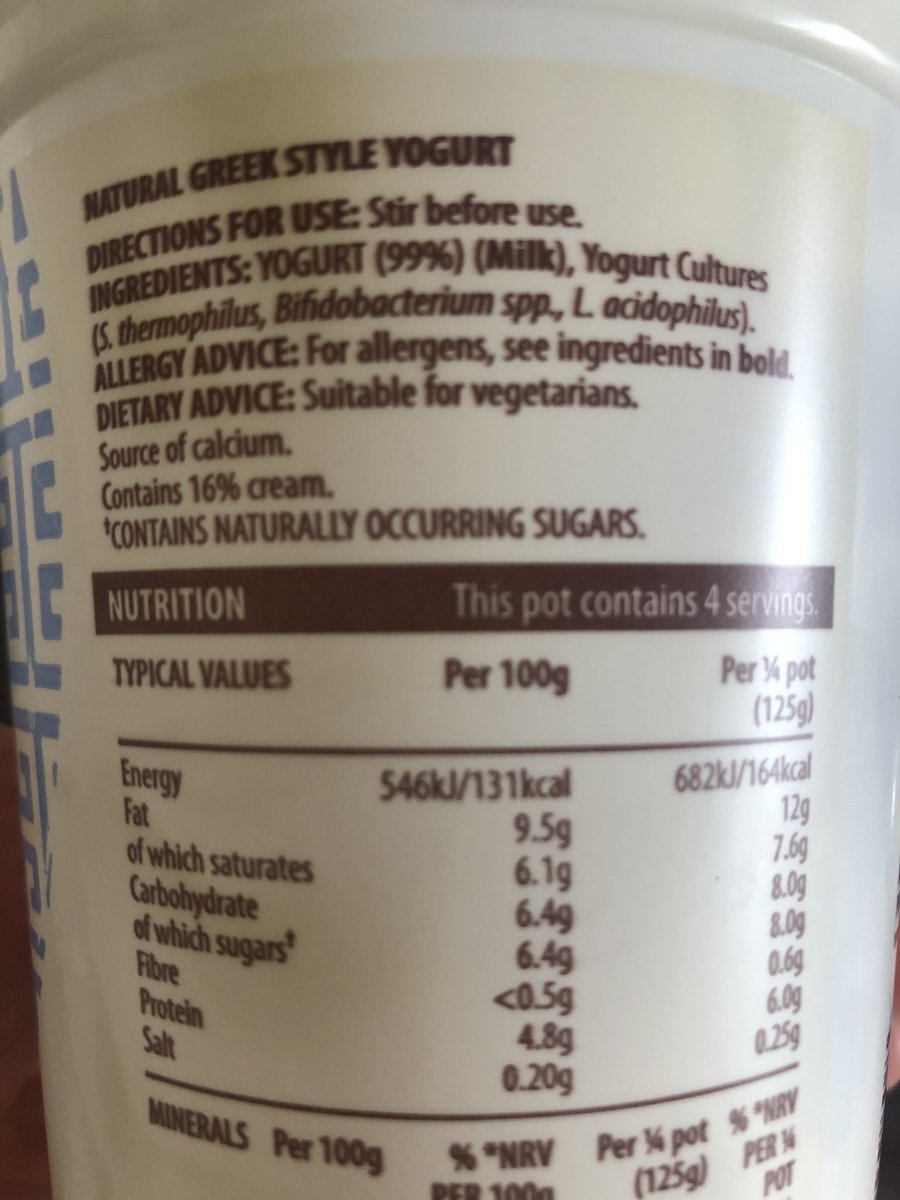 NATURAL GREEK STYLE YOGURT
DIRECTIONS FOR USE: Stir before use.
INGREDIENTS: YOGURT (99%) (Milk), Yogurt Cultures
(S. thermophilus, Bifidobacterium spp., L. acidophilus).
ALLERGY ADVICE: For allergens, see ingredients in bold.
DIETARY ADVICE: Suitable for vegetarians.
Source of calcium.
Contains 16% cream.
†CONTAINS NATURALLY OCCURRING SUGARS.
NUTRITION This pot contains 4 servings.
TYPICAL VALUES Per 100g Per ¼ pot
(125g)
Energy 546kJ/131kcal 682kJ/164kcal
Fat 9.5g 12g
of which saturates 6.1g 7.6g
Carbohydrate 6.4g 8.0g
of which sugars† 6.4g 8.0g
Fibre <0.5g 0.6g
Protein 4.8g 6.0g
Salt 0.20g 0.25g
MINERALS Per 100g % *NRV Per ¼ pot % *NRV
PER 100g (125g) PER ¼
POT